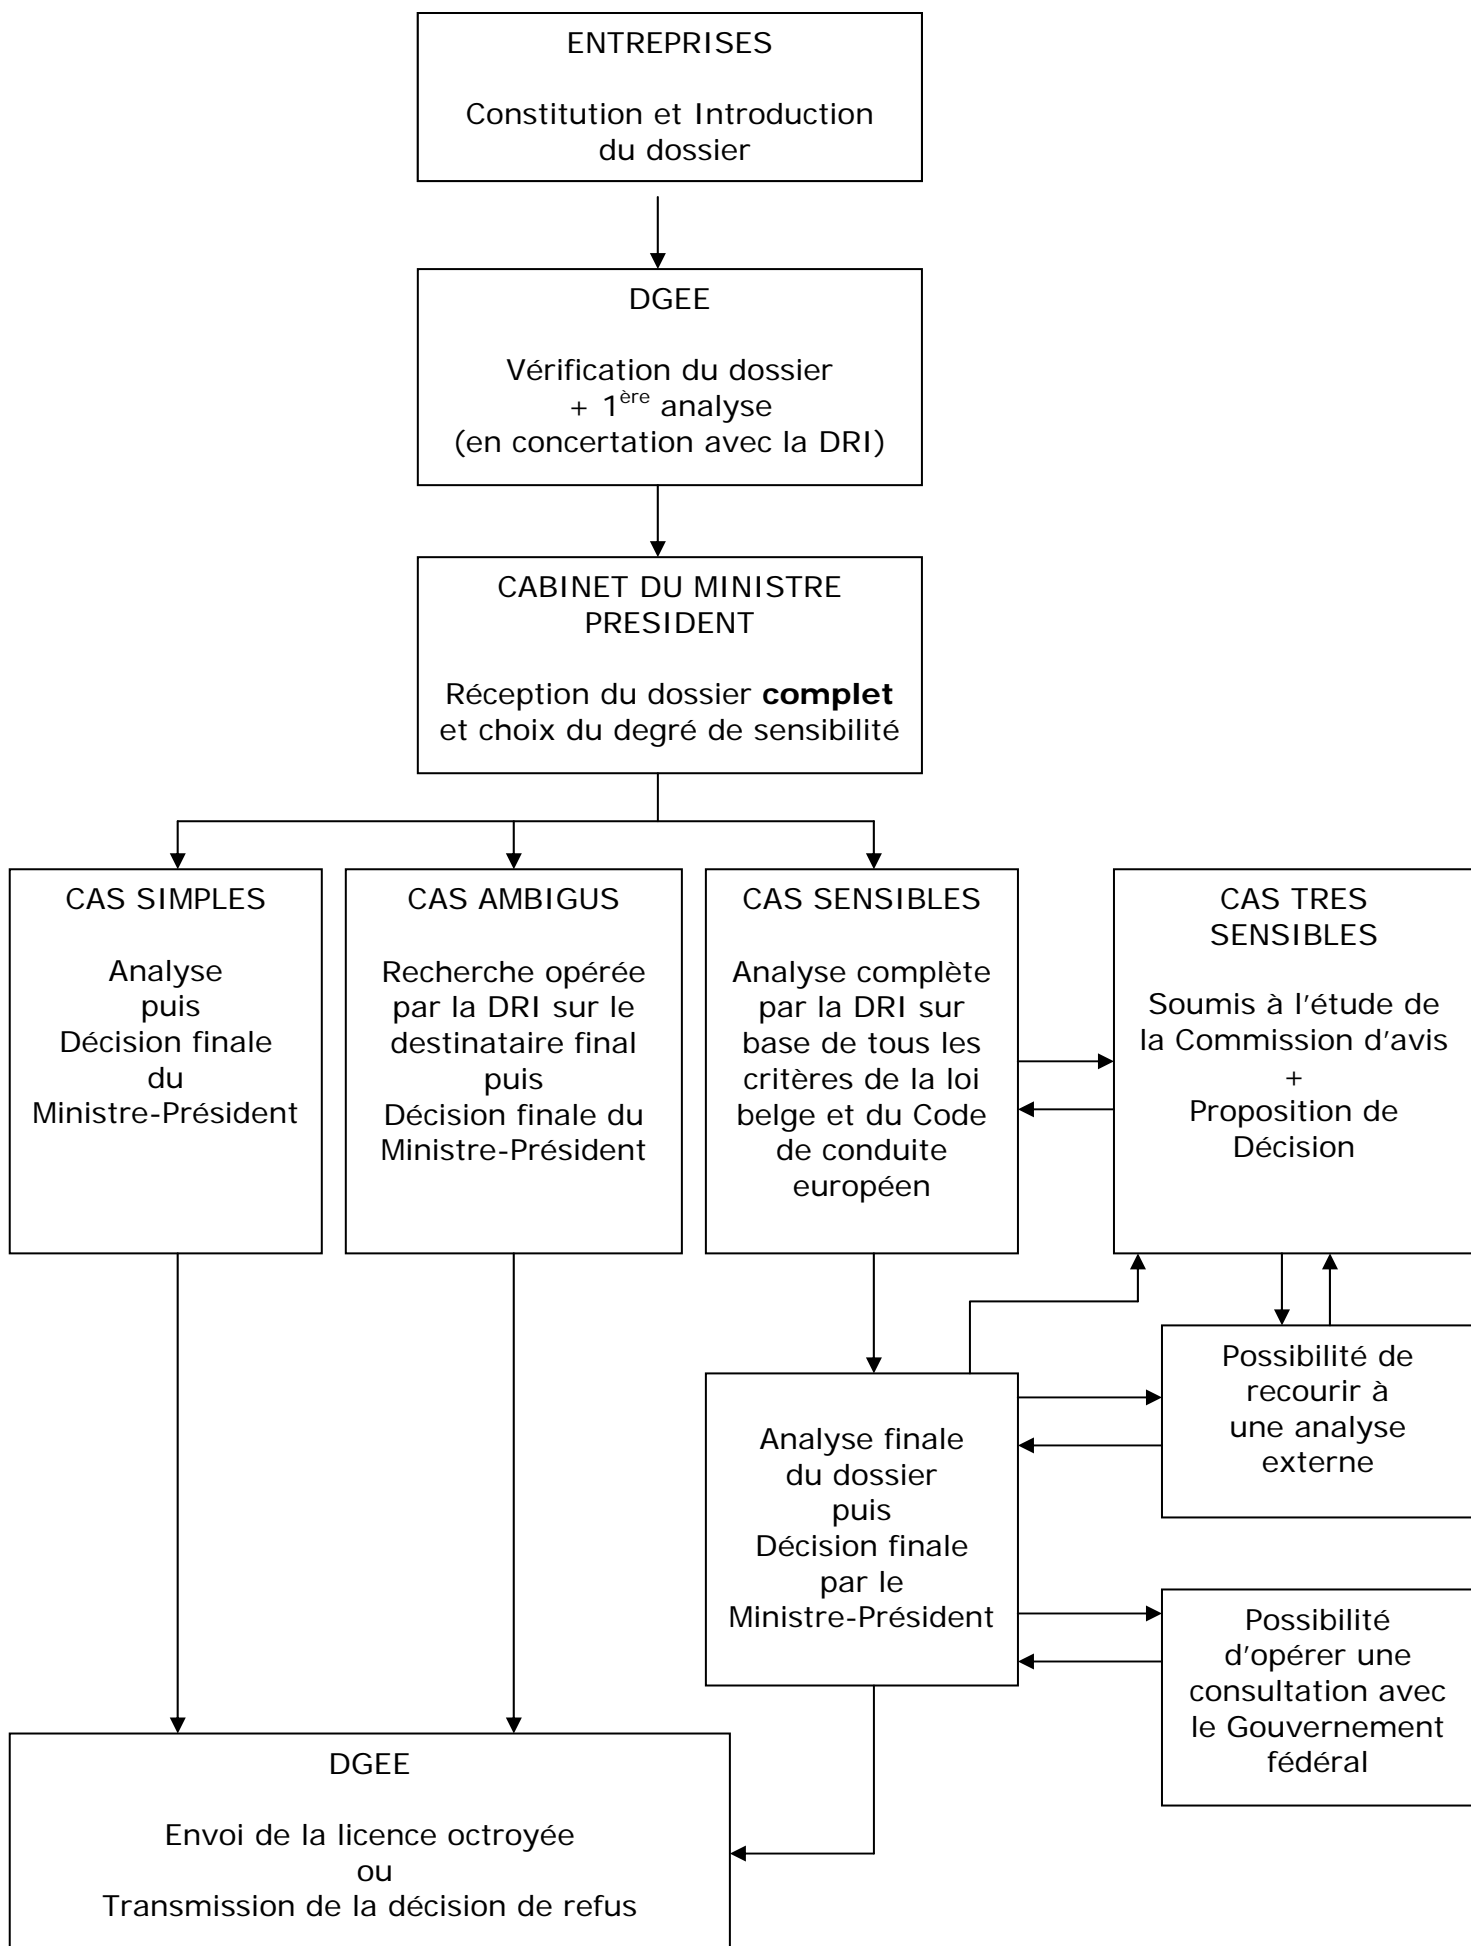 ENTREPRISES
Constitution et Introduction
du dossier
DGEE
Vérification du dossier
+ 1ère analyse
(en concertation avec la DRI)
CABINET DU MINISTRE
PRESIDENT
Réception du dossier complet
et choix du degré de sensibilité
CAS SIMPLES
Analyse
puis
Décision finale
du
Ministre-Président
CAS AMBIGUS
Recherche opérée
par la DRI sur le
destinataire final
puis
Décision finale du
Ministre-Président
CAS SENSIBLES
Analyse complète
par la DRI sur
base de tous les
critères de la loi
belge et du Code
de conduite
européen
CAS TRES
SENSIBLES
Soumis à l'étude de
la Commission d'avis
+
Proposition de
Décision
Possibilité de
recourir à
une analyse
externe
Analyse finale
du dossier
puis
Décision finale
par le
Ministre-Président
Possibilité
d'opérer une
consultation avec
le Gouvernement
fédéral
DGEE
Envoi de la licence octroyée
ou
Transmission de la décision de refus